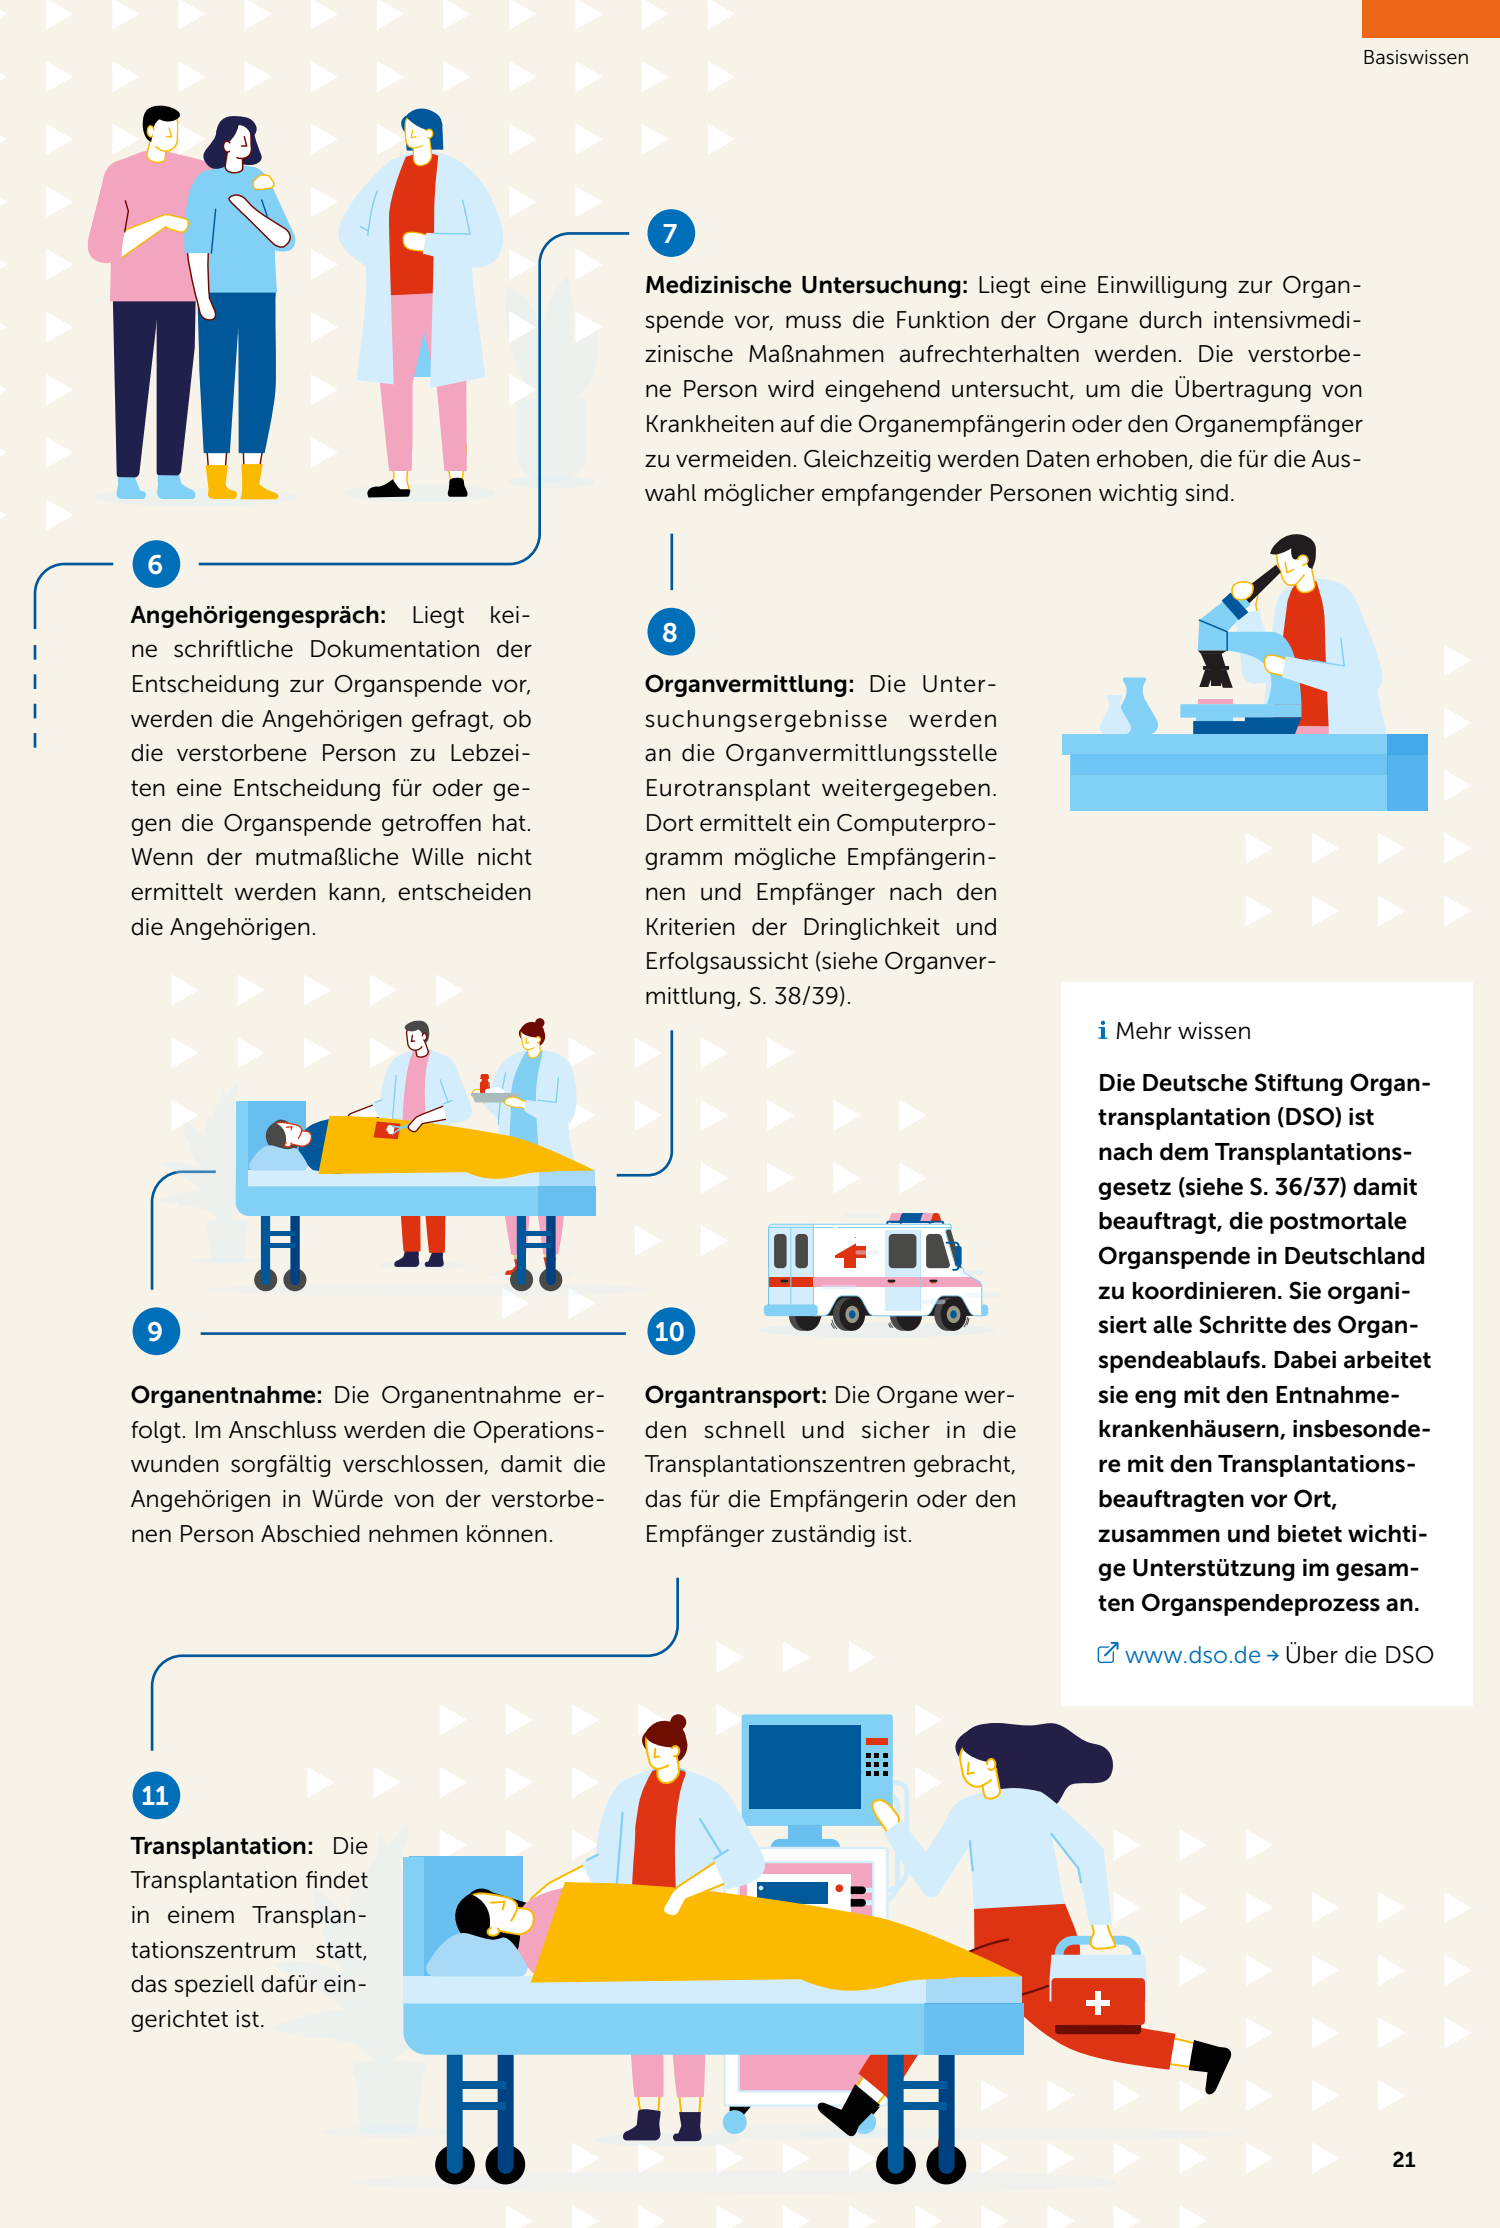 Basiswissen
7
Medizinische Untersuchung: Liegt eine Einwilligung zur Organ-
spende vor, muss die Funktion der Organe durch intensivmedi-
zinische Maßnahmen aufrechterhalten werden. Die verstorbe-
ne Person wird eingehend untersucht, um die Übertragung von
Krankheiten auf die Organempfängerin oder den Organempfänger
zu vermeiden. Gleichzeitig werden Daten erhoben, die für die Aus-
wahl möglicher empfangender Personen wichtig sind.
6
Angehörigengespräch: Liegt kei-
ne schriftliche Dokumentation der
Entscheidung zur Organspende vor,
werden die Angehörigen gefragt, ob
die verstorbene Person zu Lebzei-
ten eine Entscheidung für oder ge-
gen die Organspende getroffen hat.
Wenn der mutmaßliche Wille nicht
ermittelt werden kann, entscheiden
die Angehörigen.
8
Organvermittlung: Die Unter-
suchungsergebnisse werden
an die Organvermittlungsstelle
Eurotransplant weitergegeben.
Dort ermittelt ein Computerpro-
gramm mögliche Empfängerin-
nen und Empfänger nach den
Kriterien der Dringlichkeit und
Erfolgsaussicht (siehe Organver-
mittlung, S. 38/39).
i Mehr wissen
Die Deutsche Stiftung Organ-
transplantation (DSO) ist
nach dem Transplantations-
gesetz (siehe S. 36/37) damit
beauftragt, die postmortale
Organspende in Deutschland
zu koordinieren. Sie organi-
siert alle Schritte des Organ-
spendeablaufs. Dabei arbeitet
sie eng mit den Entnahme-
krankenhäusern, insbesonde-
re mit den Transplantations-
beauftragten vor Ort,
zusammen und bietet wichti-
ge Unterstützung im gesam-
ten Organspendeprozess an.
www.dso.de → Über die DSO
9
Organentnahme: Die Organentnahme er-
folgt. Im Anschluss werden die Operations-
wunden sorgfältig verschlossen, damit die
Angehörigen in Würde von der verstorbe-
nen Person Abschied nehmen können.
10
Organtransport: Die Organe wer-
den schnell und sicher in die
Transplantationszentren gebracht,
das für die Empfängerin oder den
Empfänger zuständig ist.
11
Transplantation: Die
Transplantation findet
in einem Transplan-
tationszentrum statt,
das speziell dafür ein-
gerichtet ist.
21